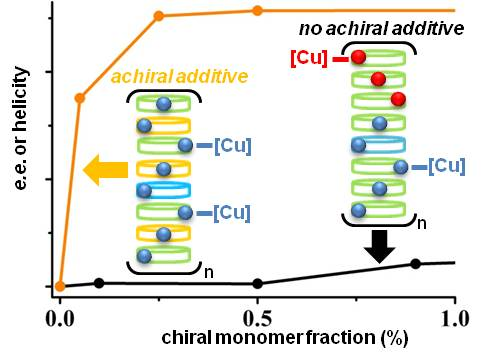 no achiral additive
[Cu]
achiral additive
[Cu]
[Cu]
[Cu]
n
n
e.e. or helicity
0.0
0.5
1.0
chiral monomer fraction (%)